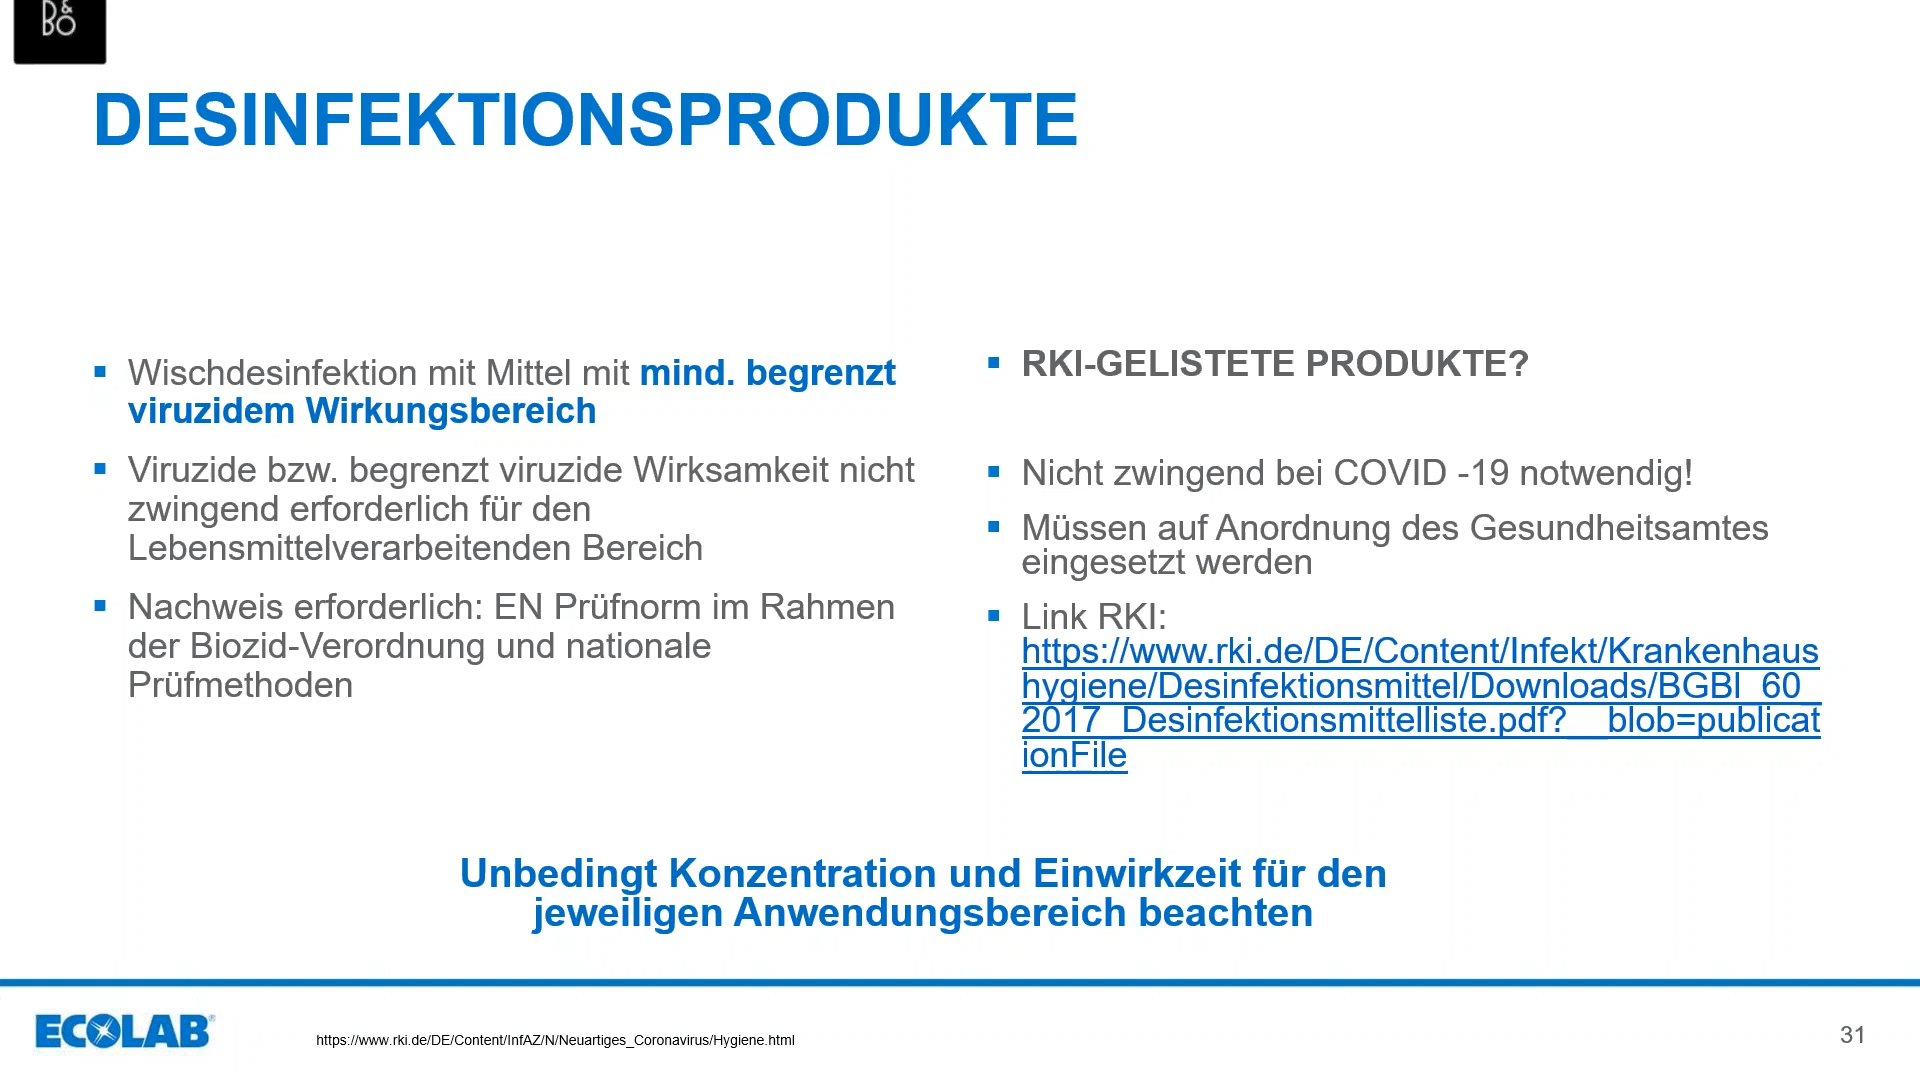 B&O
DESINFEKTIONSPRODUKTE
▪ Wischdesinfektion mit Mittel mit mind. begrenzt
viruzidem Wirkungsbereich
▪ Viruzide bzw. begrenzt viruzide Wirksamkeit nicht
zwingend erforderlich für den
Lebensmittelverarbeitenden Bereich
▪ Nachweis erforderlich: EN Prüfnorm im Rahmen
der Biozid-Verordnung und nationale
Prüfmethoden
▪ RKI-GELISTETE PRODUKTE?
▪ Nicht zwingend bei COVID -19 notwendig!
▪ Müssen auf Anordnung des Gesundheitsamtes
eingesetzt werden
▪ Link RKI:
https://www.rki.de/DE/Content/Infekt/Krankenhaus
hygiene/Desinfektionsmittel/Downloads/BGBl_60_
2017_Desinfektionsmittelliste.pdf?__blob=publicat
ionFile
Unbedingt Konzentration und Einwirkzeit für den
jeweiligen Anwendungsbereich beachten
ECOLAB®
https://www.rki.de/DE/Content/InfAZ/N/Neuartiges_Coronavirus/Hygiene.html
31